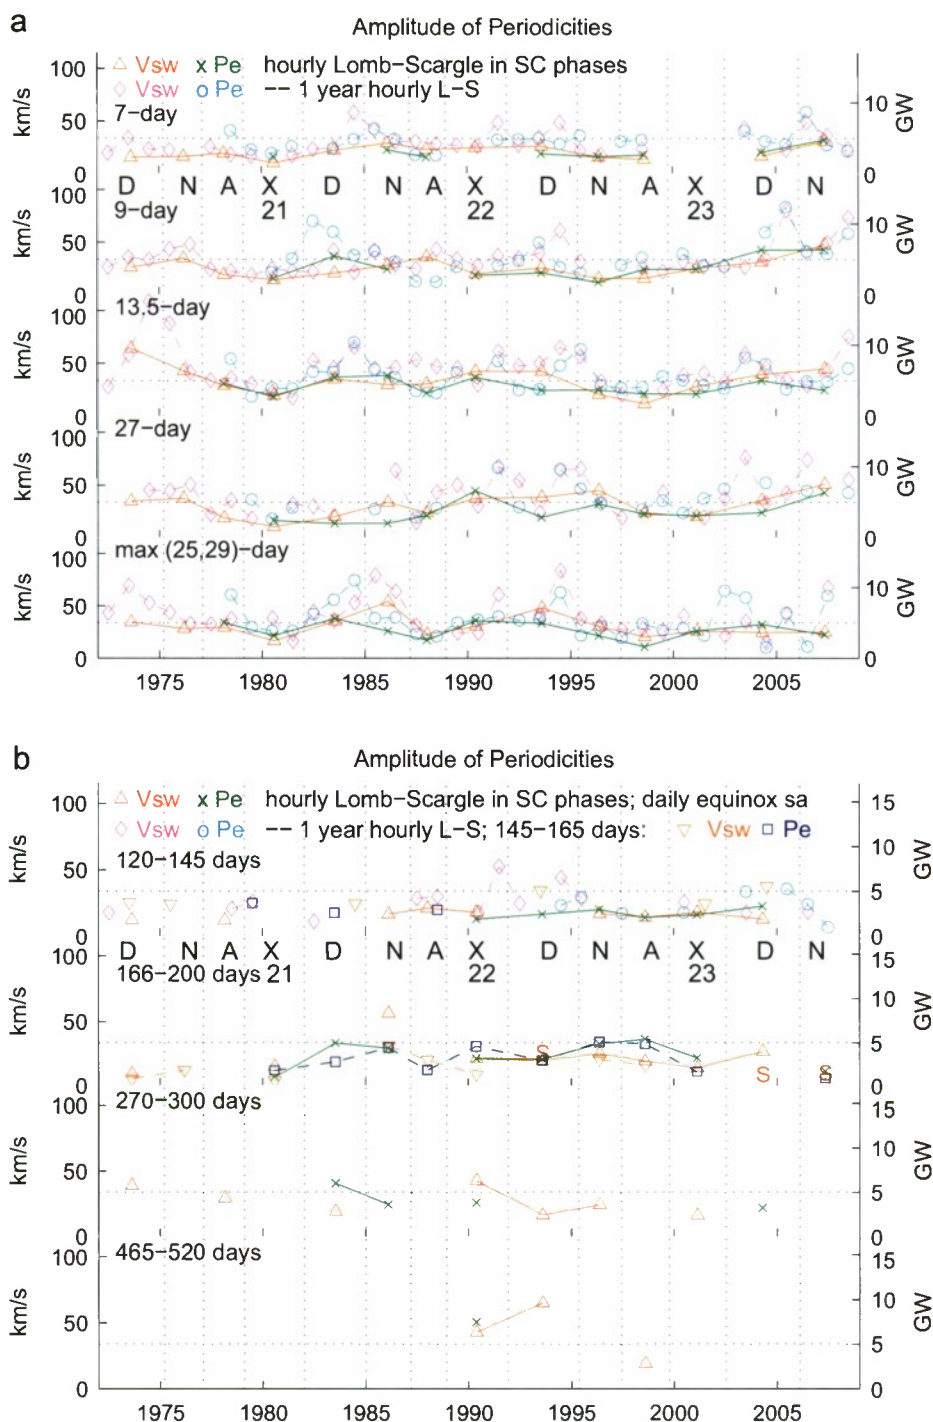 a
Amplitude of Periodicities
100
Vsw x Pe hourly Lomb-Scargle in SC phases
Vsw o Pe -- 1 year hourly L-S
7-day
km/s
50
0
10
GW
0
D N A X D N A X D N A X D N
21 22 23
100
9-day
km/s
50
0
10
GW
0
13.5-day
100
km/s
50
0
10
GW
0
27-day
100
km/s
50
0
10
GW
0
max (25,29)-day
100
km/s
50
0
10
GW
0
1975 1980 1985 1990 1995 2000 2005
b
Amplitude of Periodicities
100
Vsw x Pe hourly Lomb-Scargle in SC phases; daily equinox sa
Vsw o Pe -- 1 year hourly L-S; 145-165 days: Vsw Pe
120-145 days
km/s
50
0
15
10
5
0
GW
D N A X D N A X D N A X D N
166-200 days 21 22 23
100
km/s
50
0
15
10
5
0
GW
S
S
S
270-300 days
100
km/s
50
0
15
10
5
0
GW
465-520 days
100
km/s
50
0
15
10
5
0
GW
1975 1980 1985 1990 1995 2000 2005